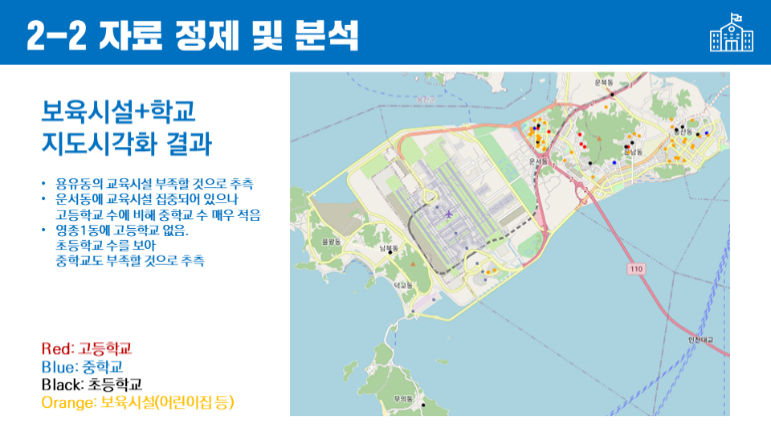 2-2 자료 정제 및 분석
보육시설+학교
지도시각화 결과
• 용유동의 교육시설 부족할 것으로 추측
• 운서동에 교육시설 집중되어 있으나
고등학교 수에 비해 중학교 수 매우 적음
• 영종1동에 고등학교 없음.
초등학교 수를 보아
중학교도 부족할 것으로 추측
Red: 고등학교
Blue: 중학교
Black: 초등학교
Orange: 보육시설(어린이집 등)
운북동
운서동
중산동
을왕동
남북동
덕교동
110
인천대교
무의동